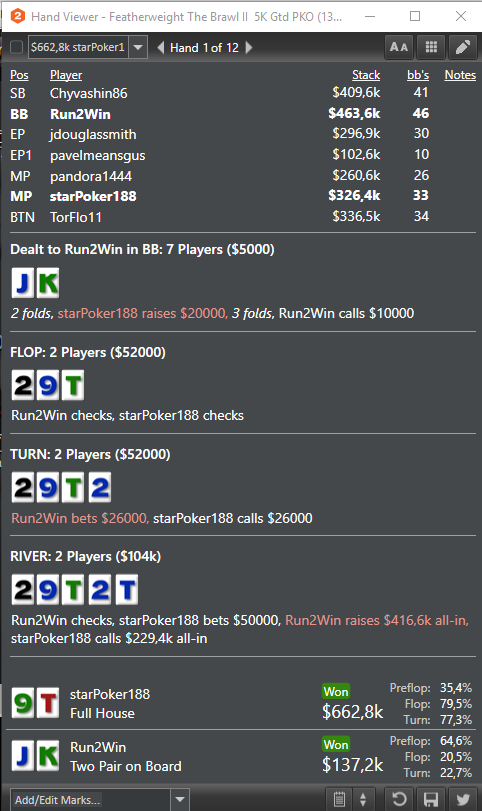 2 Hand Viewer - Featherweight The Brawl II 5K Gtd PKO (13...
$662,8k starPoker1 Hand 1 of 12 AA
Pos Player Stack bb's Notes
SB Chyvashin86 $409,6k 41
BB Run2Win $463,6k 46
EP jdouglassmith $296,9k 30
EP1 pavelmeansgus $102,6k 10
MP pandora1444 $260,6k 26
MP starPoker188 $326,4k 33
BTN TorFlo11 $336,5k 34
Dealt to Run2Win in BB: 7 Players ($5000)
J K
2 folds, starPoker188 raises $20000, 3 folds, Run2Win calls $10000
FLOP: 2 Players ($52000)
2 9 T
Run2Win checks, starPoker188 checks
TURN: 2 Players ($52000)
2 9 T 2
Run2Win bets $26000, starPoker188 calls $26000
RIVER: 2 Players ($104k)
2 9 T 2 T
Run2Win checks, starPoker188 bets $50000, Run2Win raises $416,6k all-in,
starPoker188 calls $229,4k all-in
9 T
starPoker188
Full House
Won
$662,8k
Preflop: 35,4%
Flop: 79,5%
Turn: 77,3%
J K
Run2Win
Two Pair on Board
Won
$137,2k
Preflop: 64,6%
Flop: 20,5%
Turn: 22,7%
Add/Edit Marks...